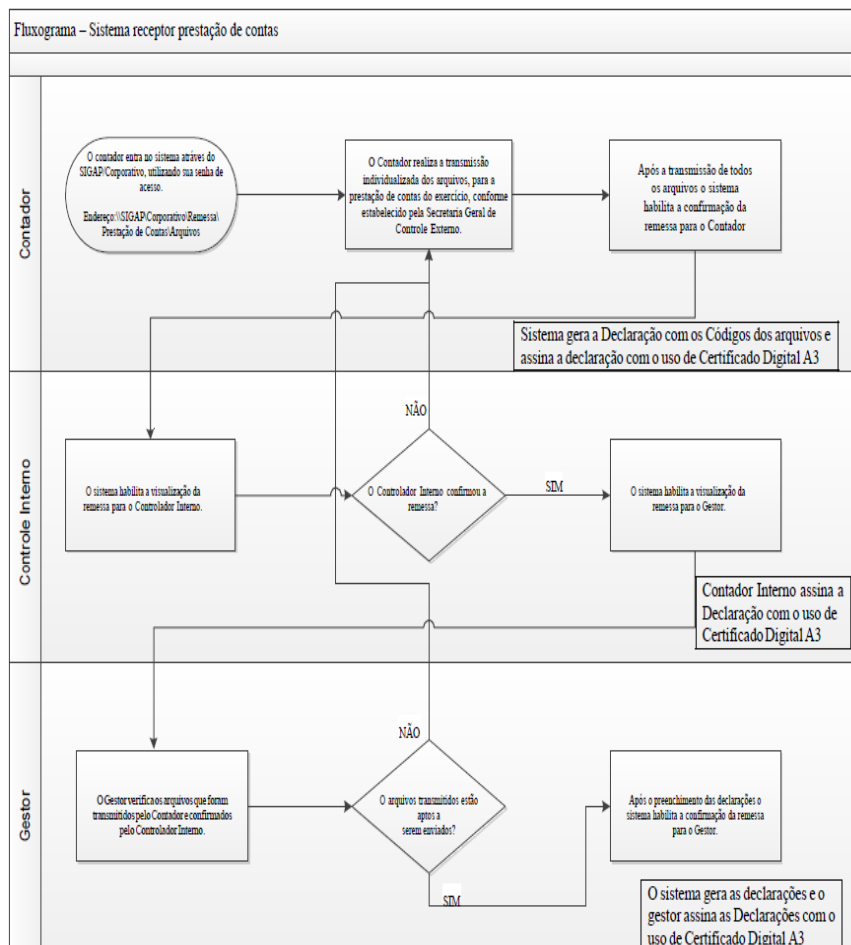 Fluxograma – Sistema receptor prestação de contas
Contador
O contador entra no sistema atráves do
SIGAP\Corporativo, utilizando sua senha de
acesso.
Endereço:\\SIGAP\Corporativo\Remessa\
Prestação de Contas\Arquivos
O Contador realiza a transmissão
individualizada dos arquivos, para a
prestação de contas do exercício, conforme
estabelecido pela Secretaria Geral de
Controle Externo.
Após a transmissão de todos
os arquivos o sistema
habilita a confirmação da
remessa para o Contador
Sistema gera a Declaração com os Códigos dos arquivos e
assina a declaração com o uso de Certificado Digital A3
Controle Interno
O sistema habilita a visualização da
remessa para o Controlador Interno.
NÃO
O Controlador Interno confirmou a
remessa?
SIM
O sistema habilita a visualização da
remessa para o Gestor.
Contador Interno assina a
Declaração com o uso de
Certificado Digital A3
Gestor
O Gestor verifica os arquivos que foram
transmitidos pelo Contador e confirmados
pelo Controlador Interno.
NÃO
O arquivos transmitidos estão
aptos a
serem enviados?
SIM
Após o preenchimento das declarações o
sistema habilita a confirmação da remessa
para o Gestor.
O sistema gera as declarações e o
gestor assina as Declarações com o
uso de Certificado Digital A3